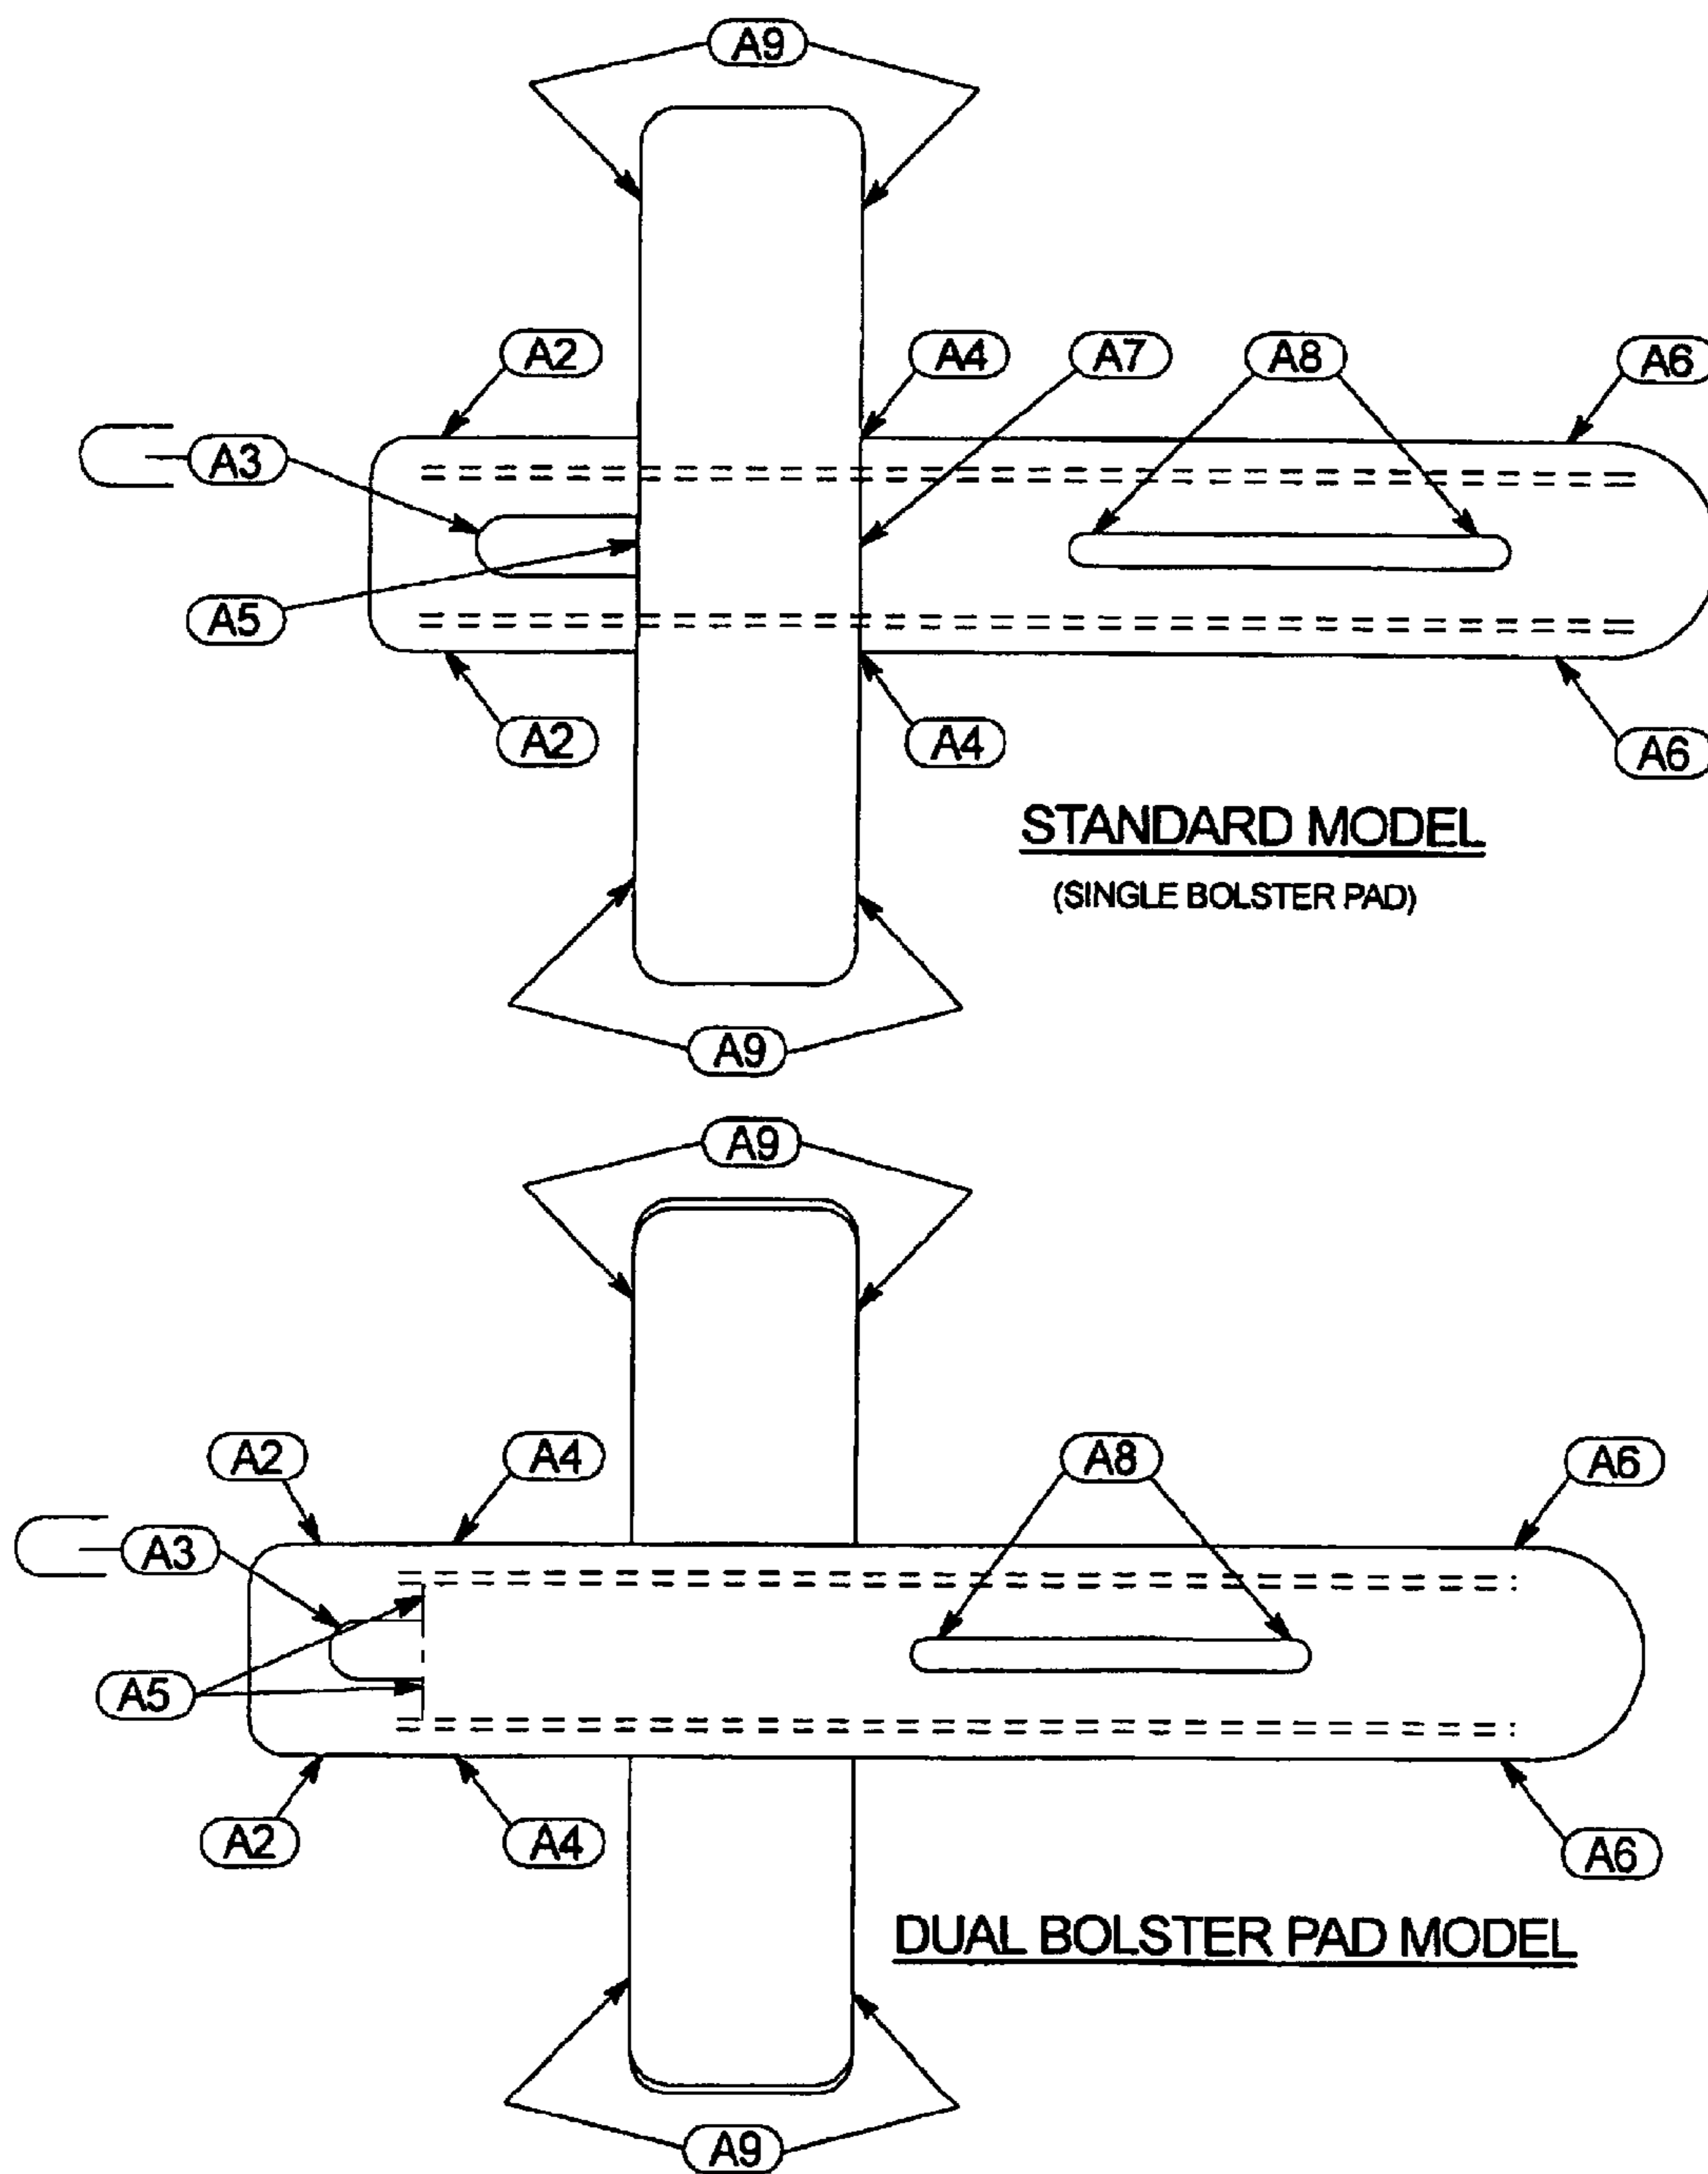 A9
A2 A4 A7 A8 A6
A3
A5
A2 A4 A6
STANDARD MODEL
(SINGLE BOLSTER PAD)
A9
A9
A2 A4 A8 A6
A3
A5
A2 A4 A6
DUAL BOLSTER PAD MODEL
A9